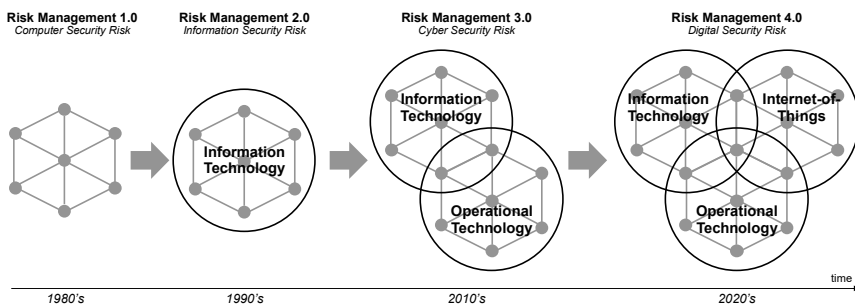 Risk Management 1.0
Computer Security Risk
Risk Management 2.0
Information Security Risk
Risk Management 3.0
Cyber Security Risk
Risk Management 4.0
Digital Security Risk
Information
Technology
Information
Technology
Operational
Technology
Information
Technology
Internet-of-
Things
Operational
Technology
time
1980's
1990's
2010's
2020's